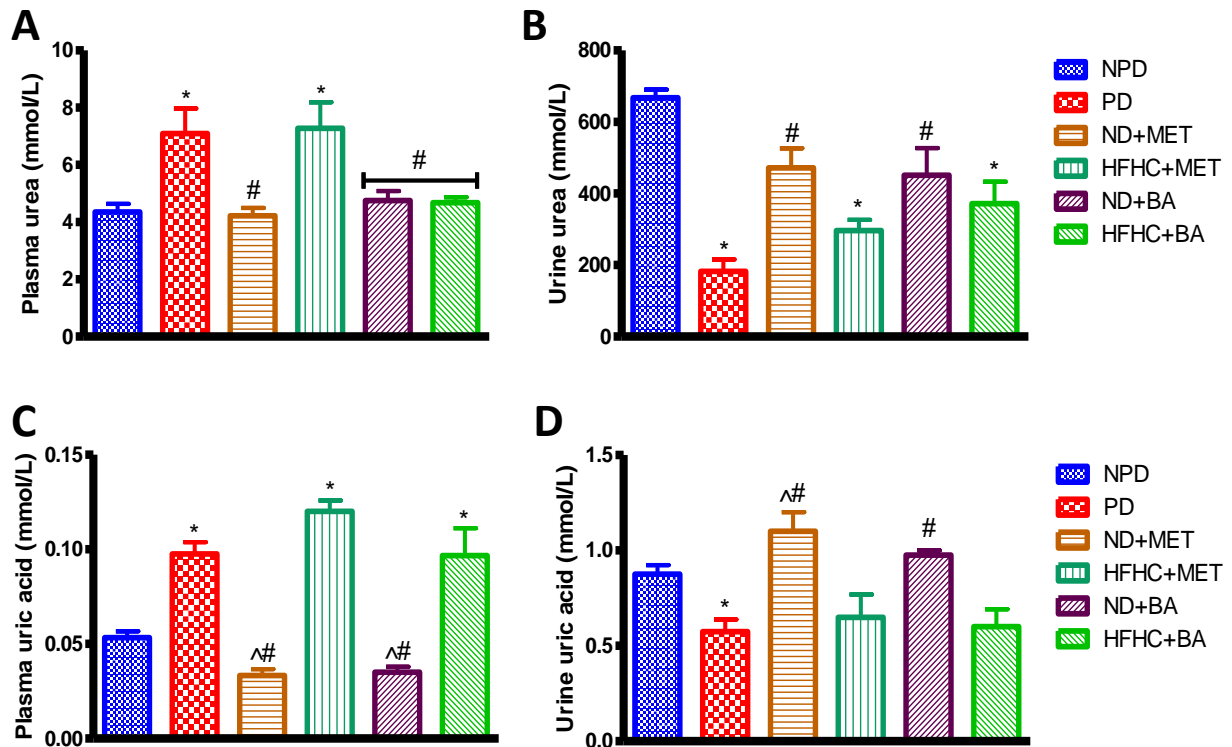 A
Plasma urea (mmol/L)
10
8
6
4
2
0
*
#
*
#
B
Urine urea (mmol/L)
800
600
400
200
0
*
#
*
#
*
NPD
PD
ND+MET
HFHC+MET
ND+BA
HFHC+BA
C
Plasma uric acid (mmol/L)
0.15
0.10
0.05
0.00
*
^#
*
^#
*
D
Urine uric acid (mmol/L)
1.5
1.0
0.5
0.0
*
^#
#
NPD
PD
ND+MET
HFHC+MET
ND+BA
HFHC+BA